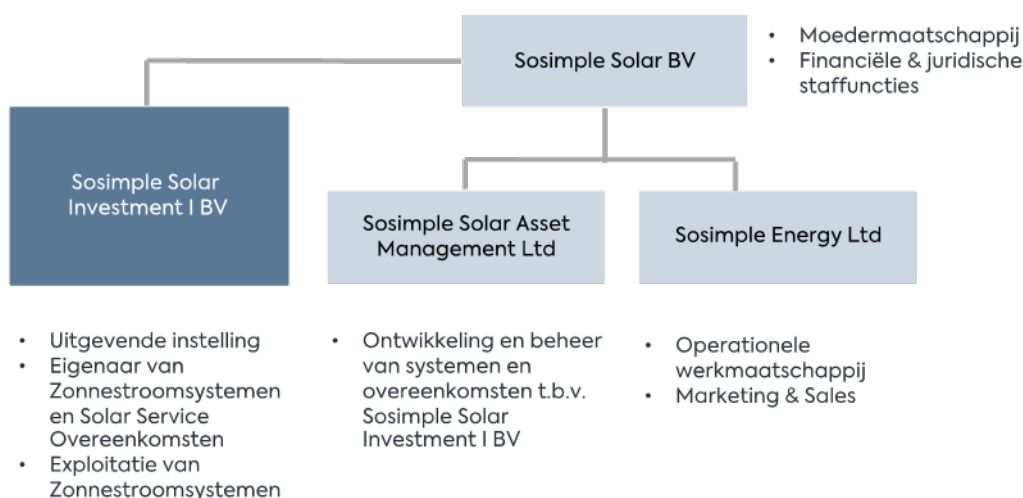 Sosimple Solar BV
• Moedermaatschappij
• Financiële & juridische
staffuncties
Sosimple Solar
Investment I BV
Sosimple Solar Asset
Management Ltd
Sosimple Energy Ltd
• Uitgevende instelling
• Eigenaar van
Zonnestroomsystemen
en Solar Service
Overeenkomsten
• Exploitatie van
Zonnestroomsystemen
• Ontwikkeling en beheer
van systemen en
overeenkomsten t.b.v.
Sosimple Solar
Investment I BV
• Operationele
werkmaatschappij
• Marketing & Sales